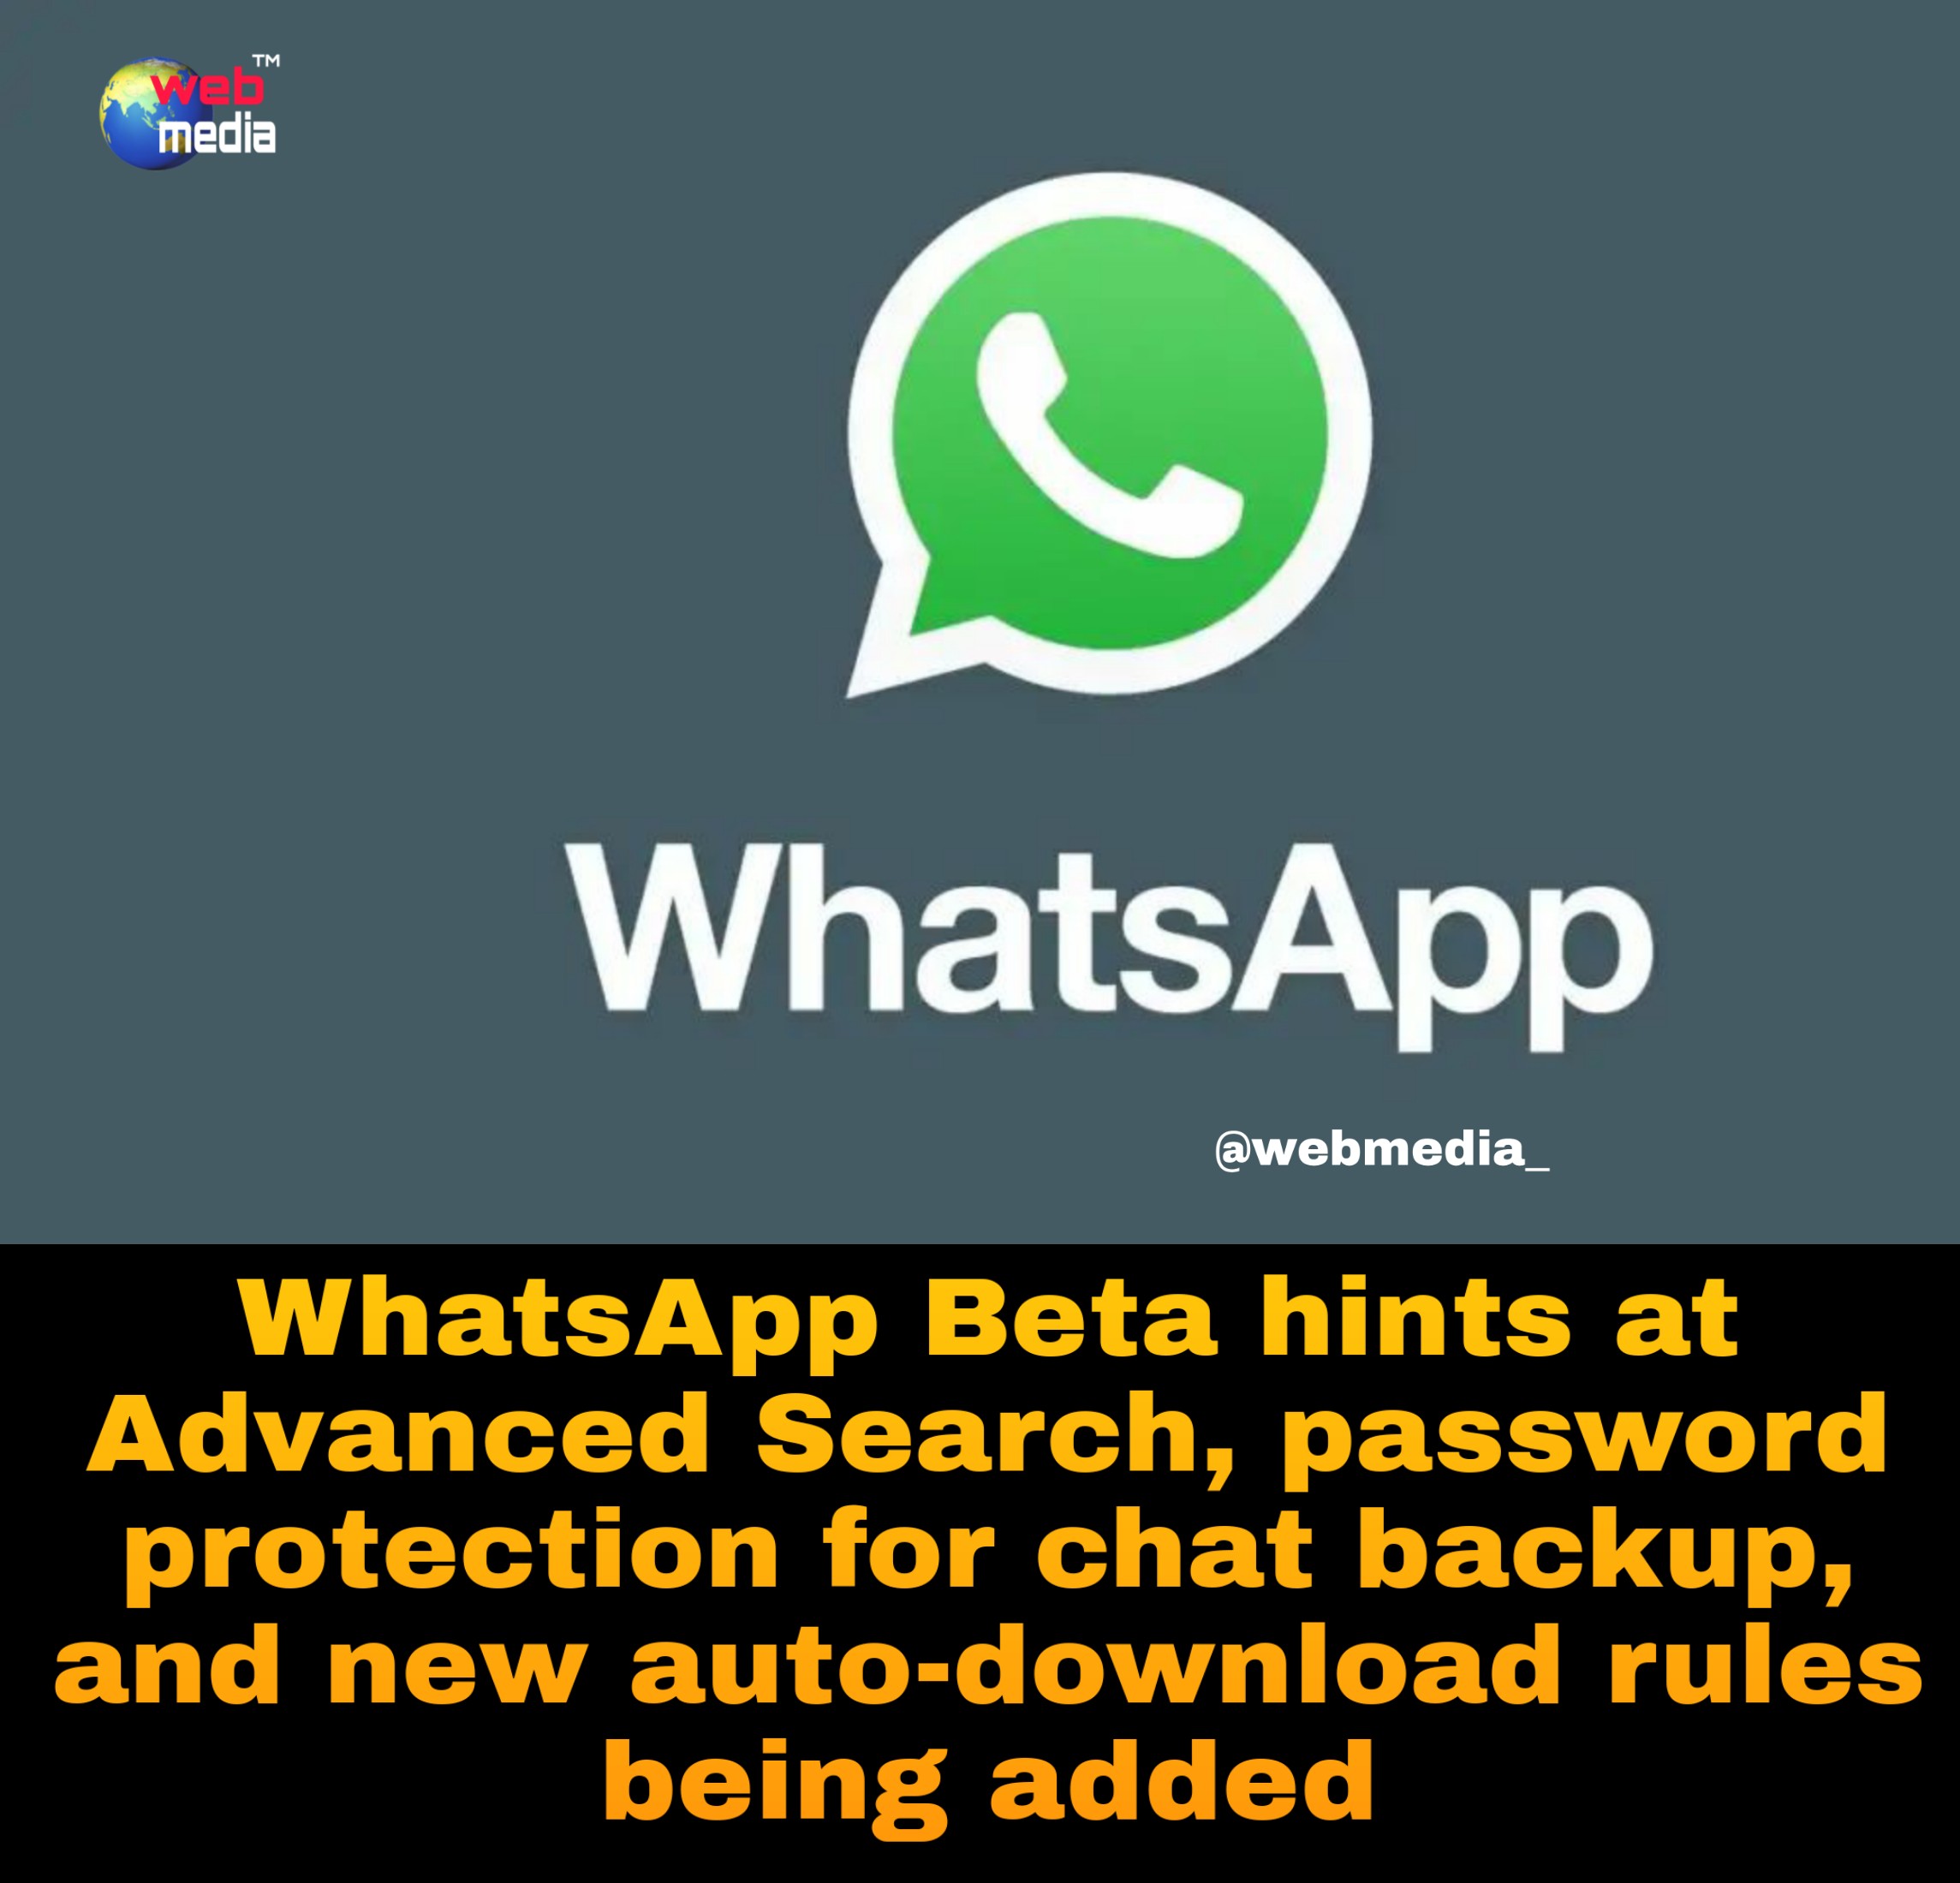 web™
media
WhatsApp
@webmedia_
WhatsApp Beta hints at
Advanced Search, password
protection for chat backup,
and new auto-download rules
being added